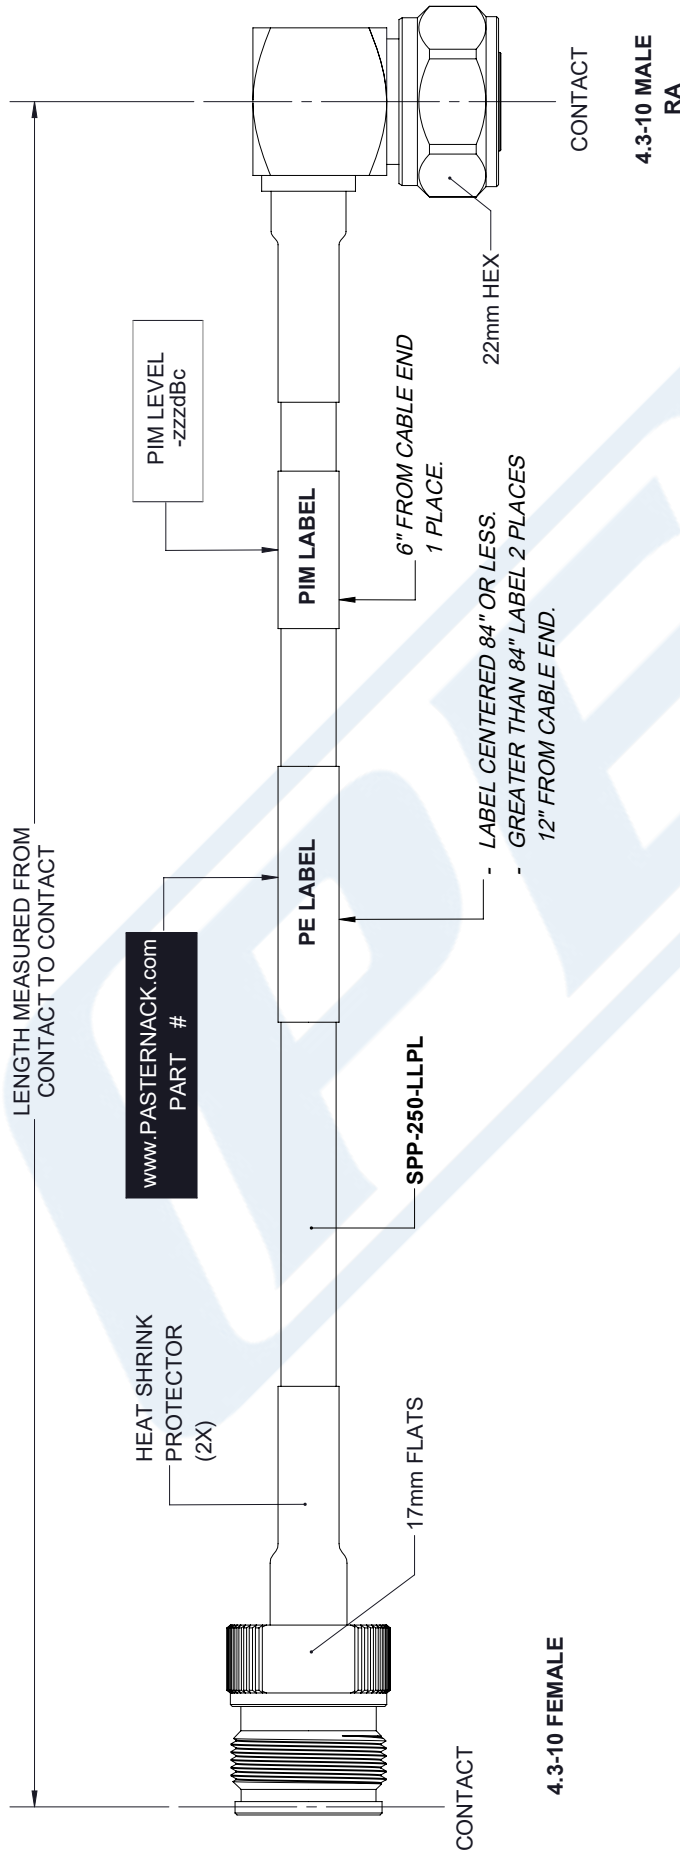 LENGTH MEASURED FROM
CONTACT TO CONTACT
HEAT SHRINK
PROTECTOR
(2X)
www.PASTERNACK.com
PART #
PIM LEVEL
-zzzdBc
PE LABEL
PIM LABEL
17mm FLATS
SPP-250-LLPL
- LABEL CENTERED 84" OR LESS.
- GREATER THAN 84" LABEL 2 PLACES
12" FROM CABLE END.
6" FROM CABLE END
1 PLACE.
22mm HEX
CONTACT
4.3-10 FEMALE
CONTACT
4.3-10 MALE
RA